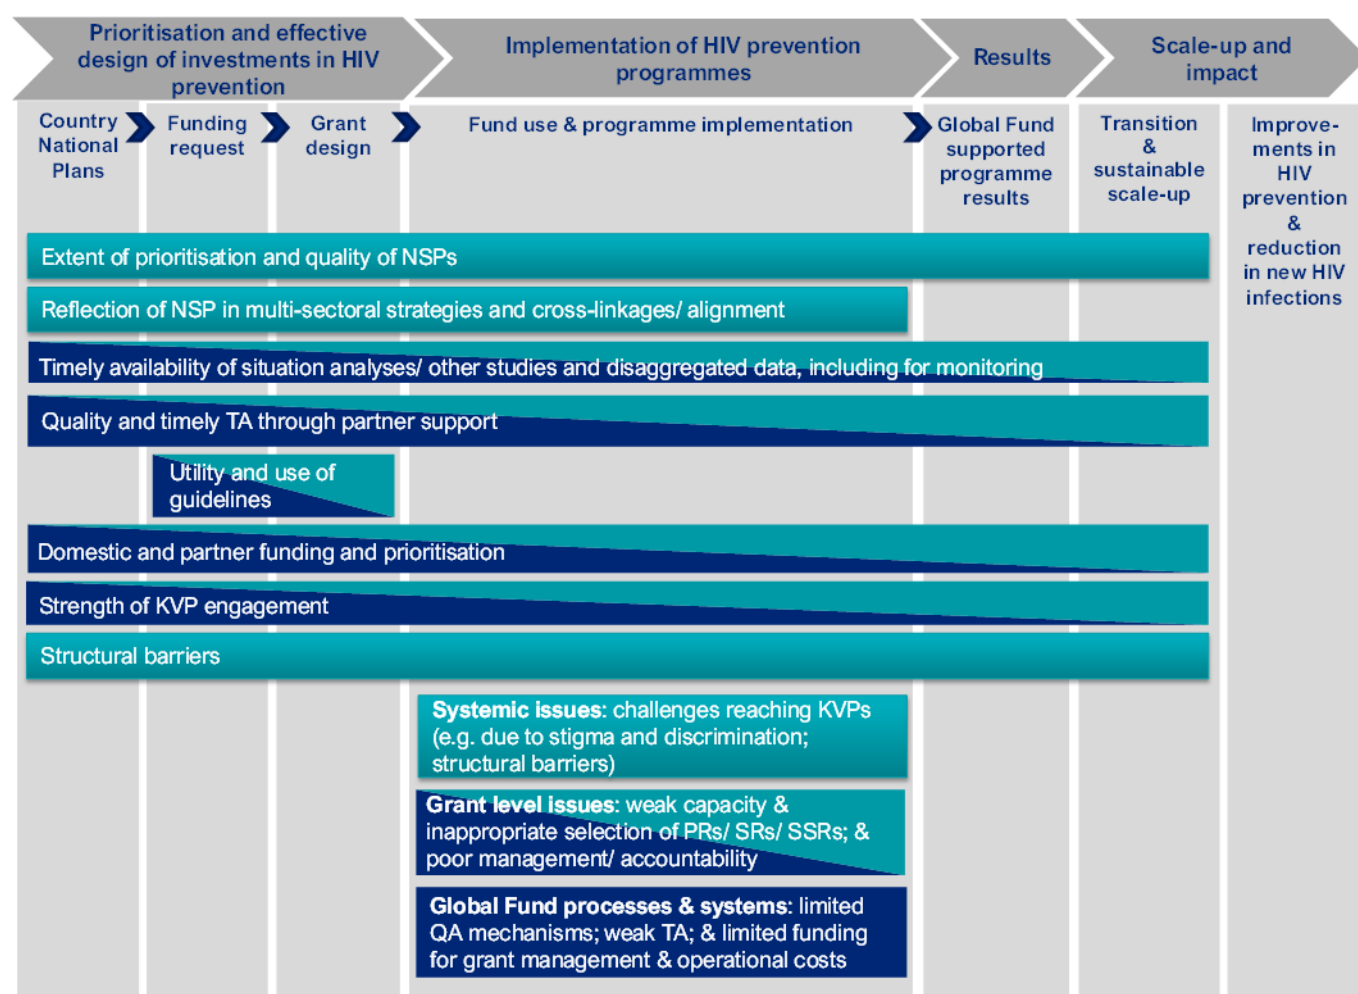 Prioritisation and effective
design of investments in HIV
prevention
Implementation of HIV prevention
programmes
Results
Scale-up and
impact
Country
National
Plans
Funding
request
Grant
design
Fund use & programme implementation
Global Fund
supported
programme
results
Transition
&
sustainable
scale-up
Improve-
ments in
HIV
prevention
&
reduction
in new HIV
infections
Extent of prioritisation and quality of NSPs
Reflection of NSP in multi-sectoral strategies and cross-linkages/ alignment
Timely availability of situation analyses/ other studies and disaggregated data, including for monitoring
Quality and timely TA through partner support
Utility and use of
guidelines
Domestic and partner funding and prioritisation
Strength of KVP engagement
Structural barriers
Systemic issues: challenges reaching KVPs
(e.g. due to stigma and discrimination;
structural barriers)
Grant level issues: weak capacity &
inappropriate selection of PRs/ SRs/ SSRs; &
poor management/ accountability
Global Fund processes & systems: limited
QA mechanisms; weak TA; & limited funding
for grant management & operational costs